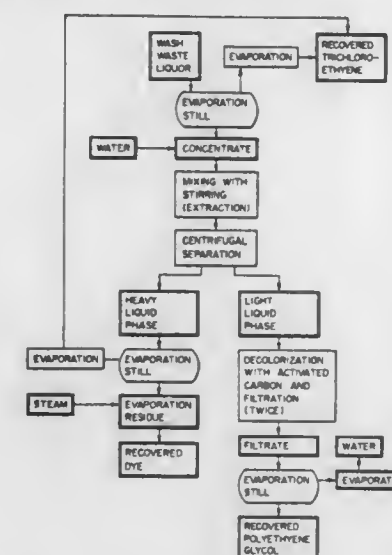 WASH
WASTE
LIQUOR
EVAPORATION
RECOVERED
TRICHLORO-
ETHYENE
EVAPORATION
STILL
WATER
CONCENTRATE
MIXING WITH
STIRRING
(EXTRACTION)
CENTRIFUGAL
SEPARATION
HEAVY
LIQUID
PHASE
LIGHT
LIQUID
PHASE
EVAPORATION
EVAPORATION
STILL
DECOLORIZATION
WITH ACTIVATED
CARBON AND
FILTRATION
(TWICE)
STEAM
EVAPORATION
RESIDUE
RECOVERED
DYE
FILTRATE
WATER
EVAPORATION
STILL
EVAPORAT
RECOVERED
POLYETHYENE
GLYCOL